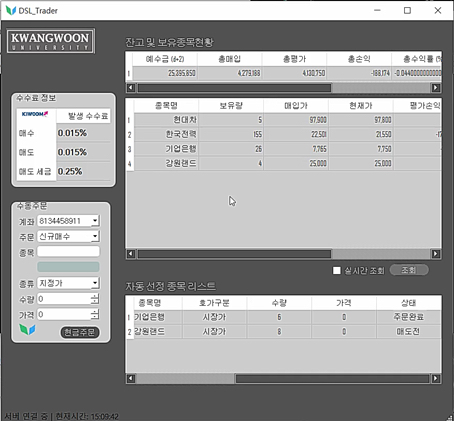 DSL_Trader
KWANGWOON
UNIVERSITY
잔고 및 보유종목현황
예수금 (d+2) 총매입 총평가 총손익 총수익률 (%
1 25,395,850 4,279,186 4,130,750 -188,174 -0.0440000000000
수수료 정보
KIWOOM 발생 수수료
매수 0.015%
매도 0.015%
매도 세금 0.25%
종목명 보유량 매입가 현재가 평가손익
1 현대차 5 97,900 97,800
2 한국전력 155 22,501 21,550
3 기업은행 26 7,765 7,750
4 강원랜드 4 25,000 25,000
수동주문
계좌 8134458911
주문 신규매수
종목
종류 지정가
수량 0
가격 0
현금주문
실시간 조회 조회
자동 선정 종목 리스트
종목명 호가구분 수량 가격 상태
1 기업은행 시장가 6 0 주문완료
2 강원랜드 시장가 8 0 매도전
서버 연결 중 | 현재시간: 15:09:42